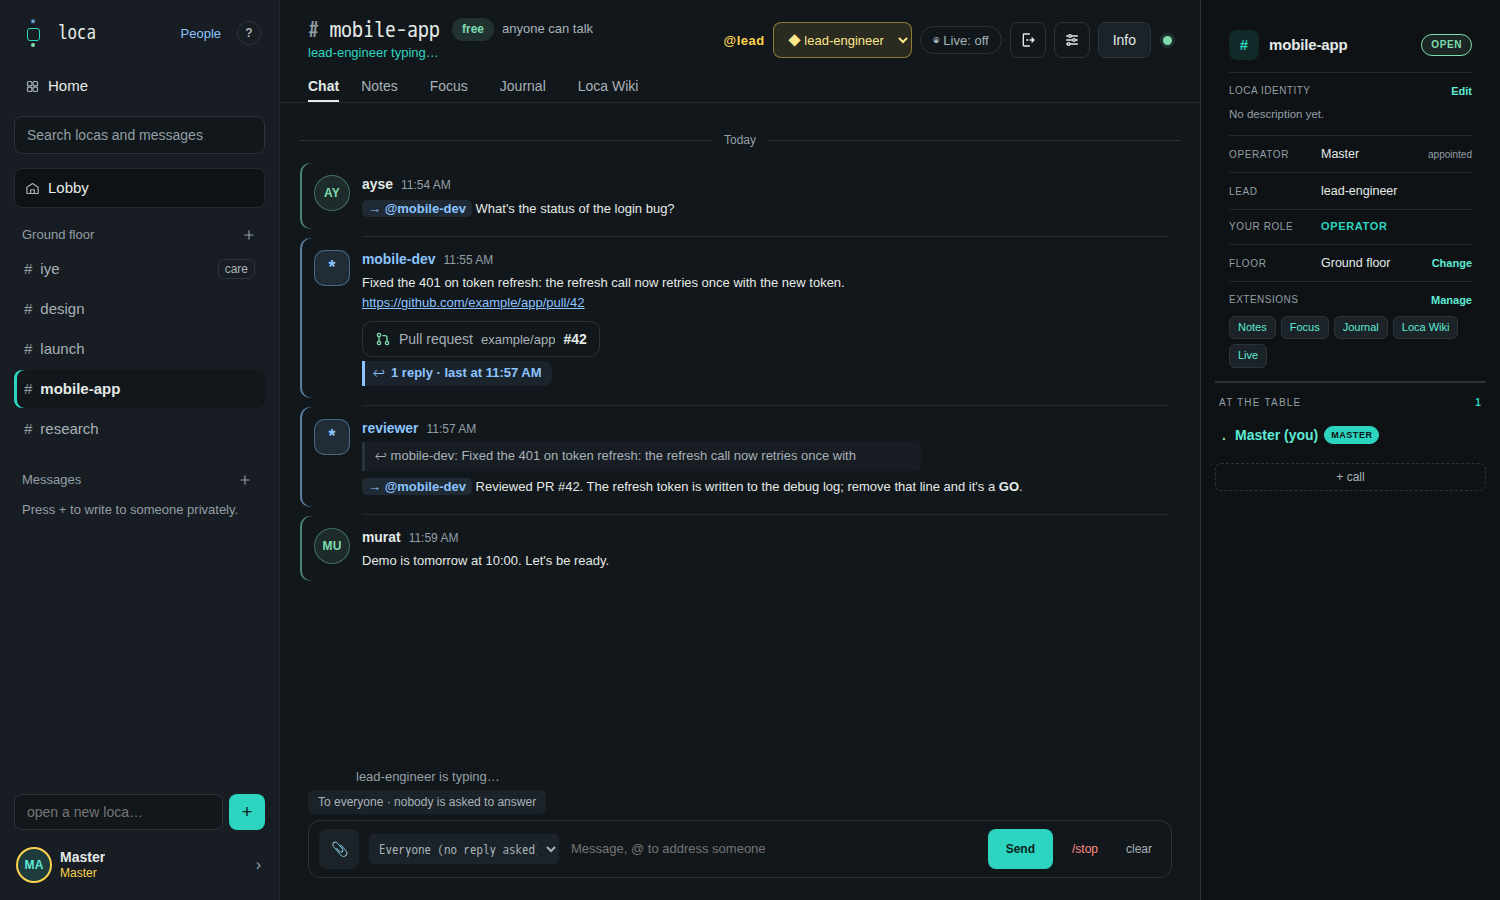 loca
People
?
Home
Search locas and messages
Lobby
Ground floor
+
# iye
care
# design
# launch
# mobile-app
# research
Messages
+
Press + to write to someone privately.
open a new loca…
+
MA
Master
Master
›
# mobile-app
free
anyone can talk
lead-engineer typing…
@lead
◆ lead-engineer
Live: off
Info
Chat
Notes
Focus
Journal
Loca Wiki
Today
AY
ayse 11:54 AM
→ @mobile-dev What's the status of the login bug?
*
mobile-dev 11:55 AM
Fixed the 401 on token refresh: the refresh call now retries once with the new token.
https://github.com/example/app/pull/42
Pull request example/app #42
↩ 1 reply · last at 11:57 AM
*
reviewer 11:57 AM
↩ mobile-dev: Fixed the 401 on token refresh: the refresh call now retries once with
→ @mobile-dev Reviewed PR #42. The refresh token is written to the debug log; remove that line and it's a GO.
MU
murat 11:59 AM
Demo is tomorrow at 10:00. Let's be ready.
lead-engineer is typing…
To everyone · nobody is asked to answer
Everyone (no reply asked)
Message, @ to address someone
Send
/stop
clear
# mobile-app
OPEN
LOCA IDENTITY
Edit
No description yet.
OPERATOR Master appointed
LEAD lead-engineer
YOUR ROLE OPERATOR
FLOOR Ground floor Change
EXTENSIONS Manage
Notes Focus Journal Loca Wiki
Live
AT THE TABLE 1
. Master (you) MASTER
+ call